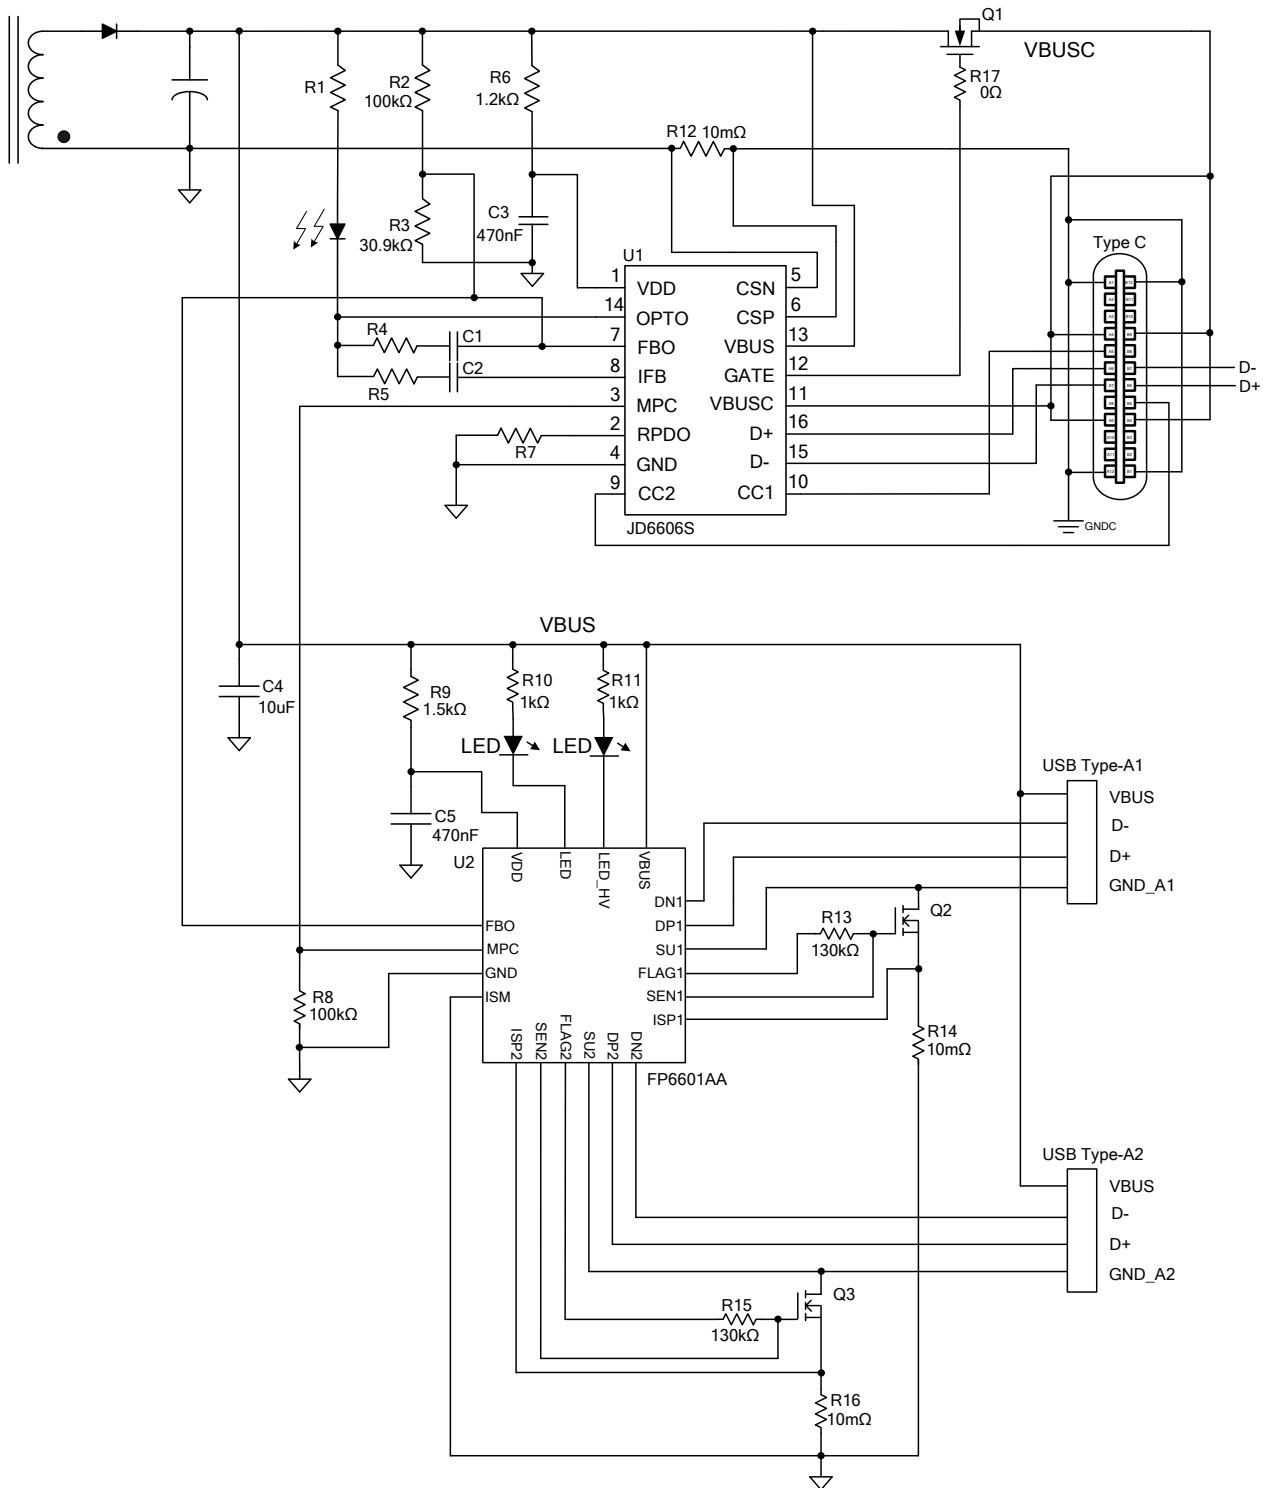 Q1
VBUSC
R17
0Ω
R1
R2
100kΩ
R6
1.2kΩ
R12 10mΩ
R3
30.9kΩ
C3
470nF
Type C
U1
1
VDD
14
OPTO
7
FBO
8
IFB
3
MPC
2
RPDO
4
GND
9
CC2
5
CSN
6
CSP
13
VBUS
12
GATE
11
VBUSC
16
D+
15
D-
10
CC1
JD6606S
R4
C1
R5
C2
R7
D-
D+
GNDC
VBUS
C4
10uF
R9
1.5kΩ
R10
1kΩ
R11
1kΩ
LED
LED
C5
470nF
U2
VDD
LED
LED_HV
VBUS
FBO
MPC
GND
ISM
DN1
DP1
SU1
FLAG1
SEN1
ISP1
ISP2
SEN2
FLAG2
SU2
DP2
DN2
FP6601AA
R8
100kΩ
R13
130kΩ
Q2
R14
10mΩ
USB Type-A1
VBUS
D-
D+
GND_A1
USB Type-A2
VBUS
D-
D+
GND_A2
R15
130kΩ
Q3
R16
10mΩ